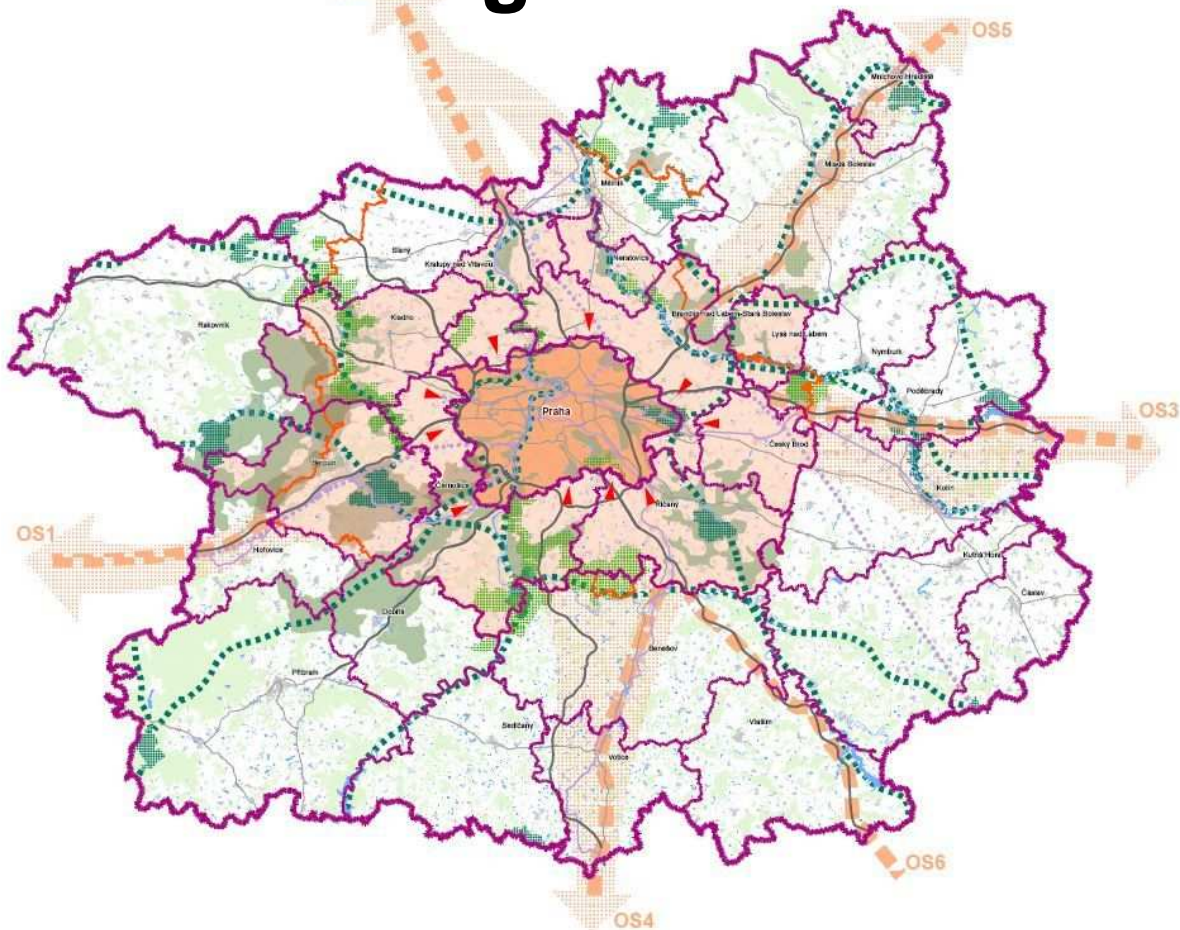 g
OS5
Mnichovo Hradiště
Mladá Boleslav
Mělník
Slaný
Kralupy nad Vltavou
Neratovice
Rakovník
Kladno
Brandýs nad Labem-Stará Boleslav
Lysá nad Labem
Nymburk
Poděbrady
Praha
OS3
Český Brod
Beroun
Černošice
Kolín
Říčany
OS1
Hořovice
Kutná Hora
Čáslav
Dobříš
Benešov
Příbram
Sedlčany
Vlašim
Votice
OS6
OS4